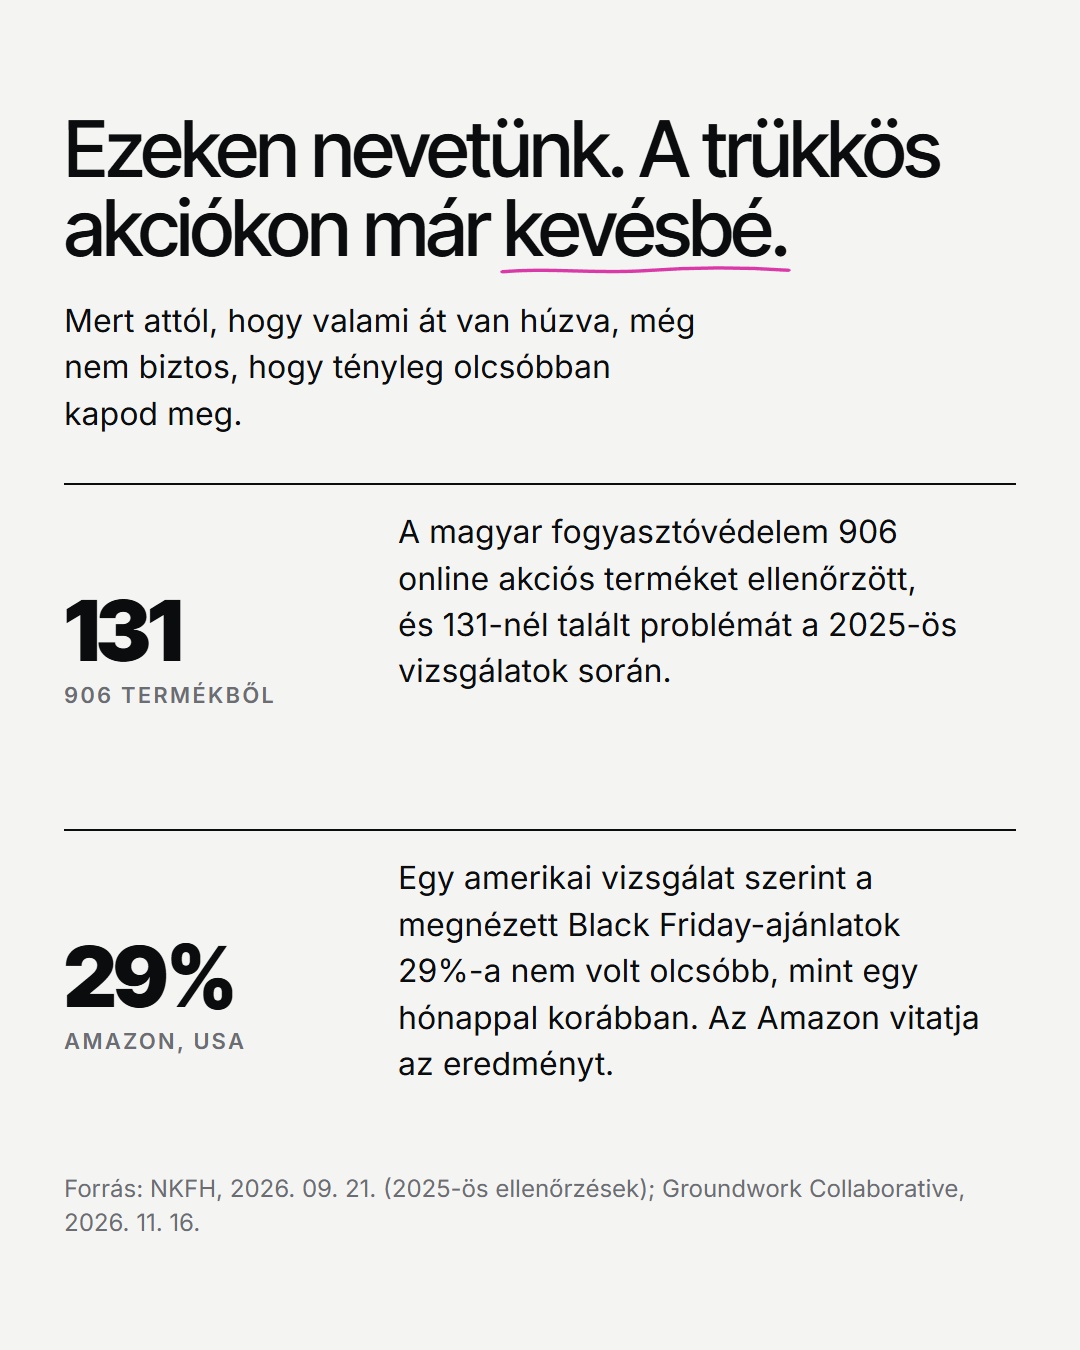 Ezeken nevetünk. A trükkös
akciókon már kevésbé.
Mert attól, hogy valami át van húzva, még
nem biztos, hogy tényleg olcsóbban
kapod meg.
131
906 TERMÉKBŐL
A magyar fogyasztóvédelem 906
online akciós terméket ellenőrzött,
és 131-nél talált problémát a 2025-ös
vizsgálatok során.
29%
AMAZON, USA
Egy amerikai vizsgálat szerint a
megnézett Black Friday-ajánlatok
29%-a nem volt olcsóbb, mint egy
hónappal korábban. Az Amazon vitatja
az eredményt.
Forrás: NKFH, 2026. 09. 21. (2025-ös ellenőrzések); Groundwork Collaborative,
2026. 11. 16.